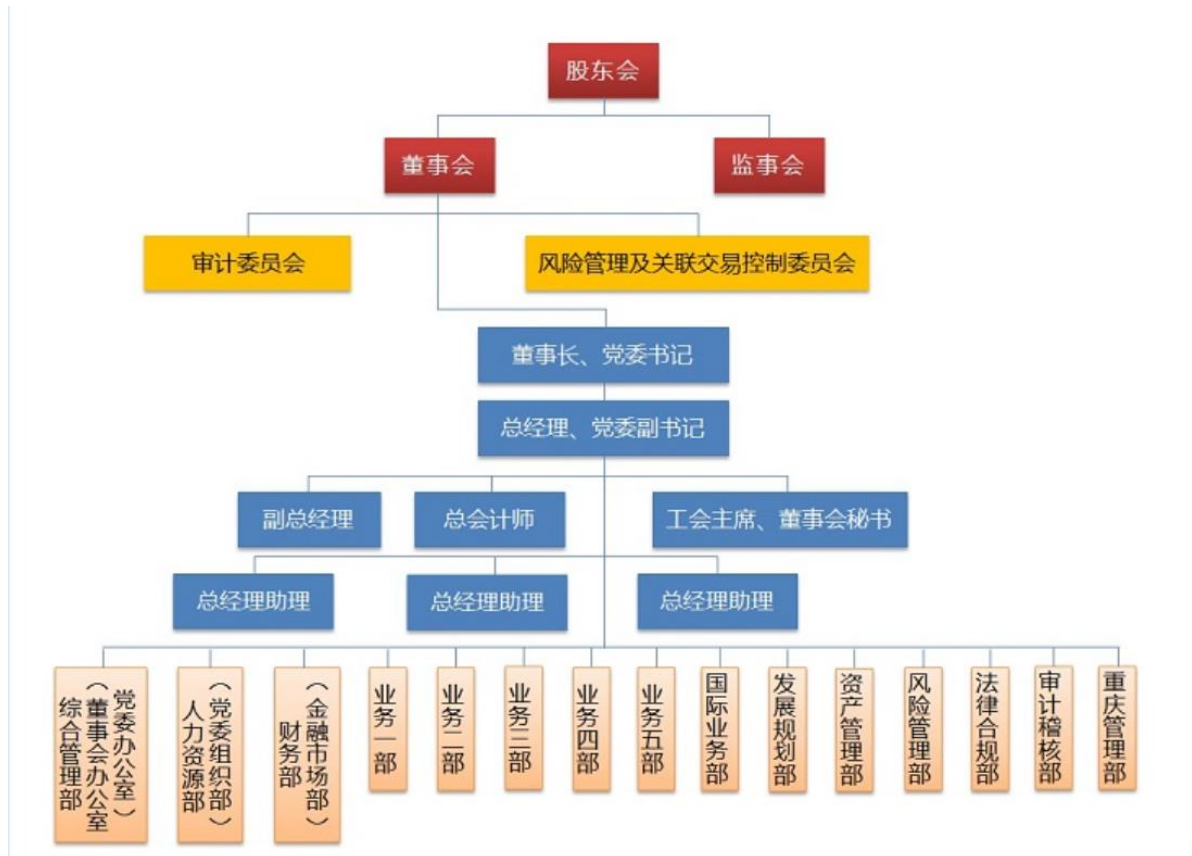 股东会
董事会
监事会
审计委员会
风险管理及关联交易控制委员会
董事长、党委书记
总经理、党委副书记
副总经理
总会计师
工会主席、董事会秘书
总经理助理
总经理助理
总经理助理
综合管理部
（董事会办公室
党委办公室）
人力资源部
（党委组织部）
财务部
（金融市场部）
业务一部
业务二部
业务三部
业务四部
业务五部
国际业务部
发展规划部
资产管理部
风险管理部
法律合规部
审计稽核部
重庆管理部